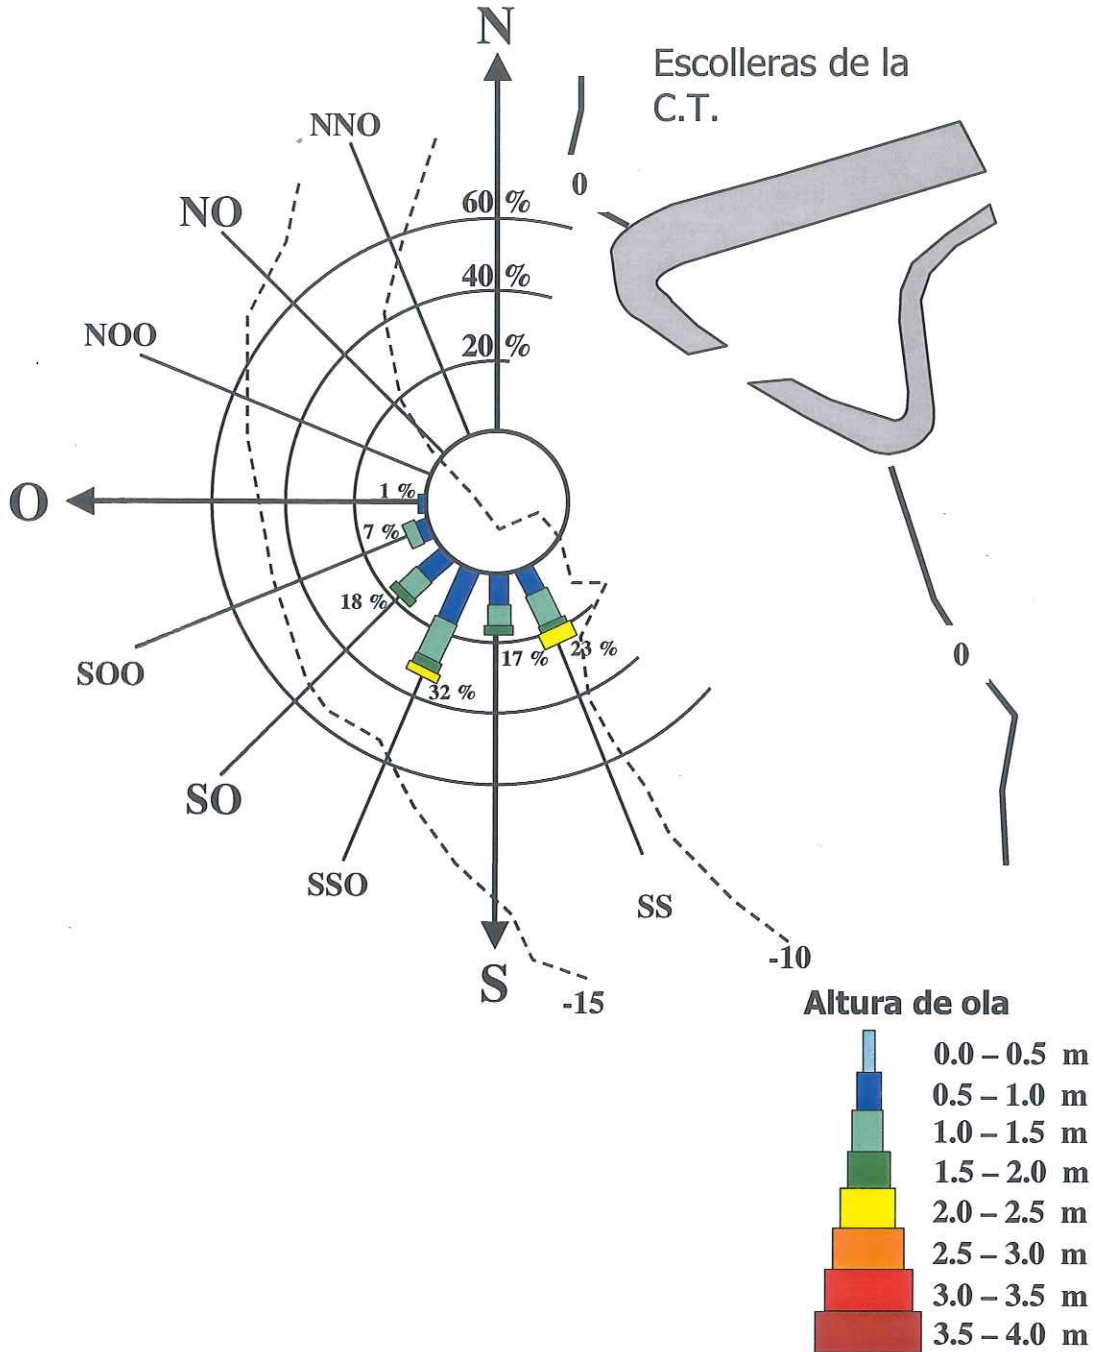 N
Escolleras de la
C.T.
NNO
0
60 %
NO
40 %
NOO
20 %
O
1 %
7 %
18 %
17 %
23 %
32 %
SOO
0
SO
SSO
SS
S
-10
-15
Altura de ola
0.0 – 0.5 m
0.5 – 1.0 m
1.0 – 1.5 m
1.5 – 2.0 m
2.0 – 2.5 m
2.5 – 3.0 m
3.0 – 3.5 m
3.5 – 4.0 m